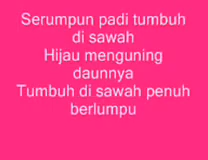 Serumpun padi tumbuh
di sawah
Hijau menguning
daunnya
Tumbuh di sawah penuh
berlumpu